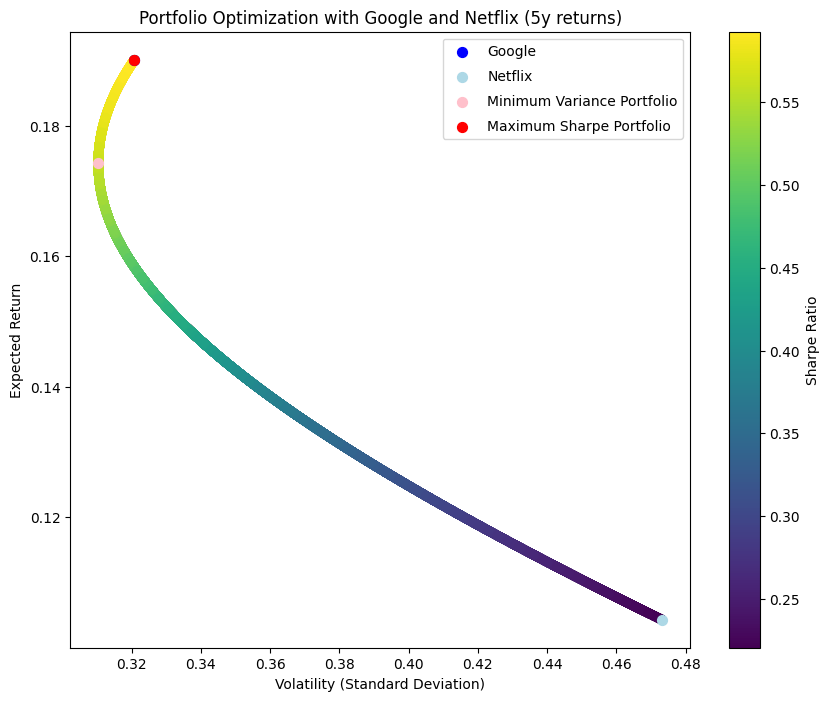 Portfolio Optimization with Google and Netflix (5y returns)
Google
Netflix
Minimum Variance Portfolio
Maximum Sharpe Portfolio
0.18
0.16
0.14
0.12
Expected Return
0.32
0.34
0.36
0.38
0.40
0.42
0.44
0.46
0.48
Volatility (Standard Deviation)
0.55
0.50
0.45
0.40
0.35
0.30
0.25
Sharpe Ratio